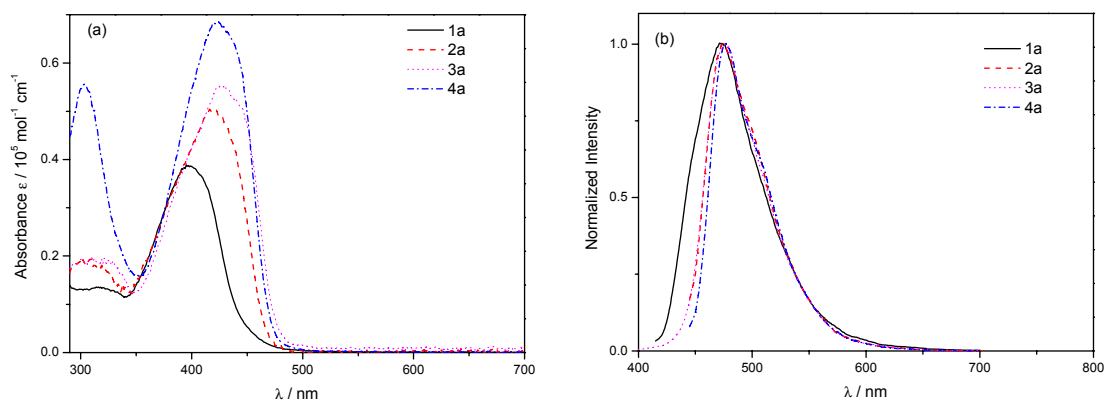 (a)
1a
2a
3a
4a
0.6
0.4
0.2
0.0
Absorbance ε / 10⁵ mol⁻¹ cm⁻¹
300 400 500 600 700
λ / nm
(b)
1a
2a
3a
4a
1.0
0.5
0.0
Normalized Intensity
400 500 600 700 800
λ / nm